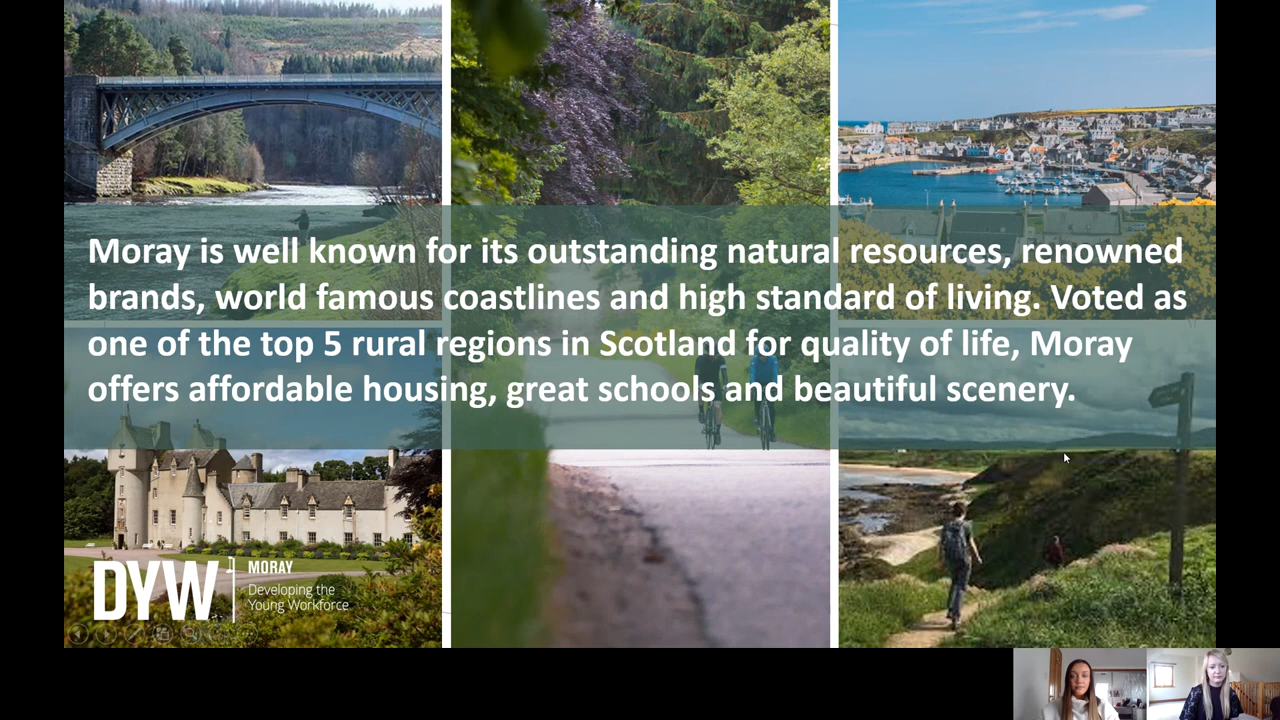 Moray is well known for its outstanding natural resources, renowned
brands, world famous coastlines and high standard of living. Voted as
one of the top 5 rural regions in Scotland for quality of life, Moray
offers affordable housing, great schools and beautiful scenery.
DYW
MORAY
Developing the
Young Workforce